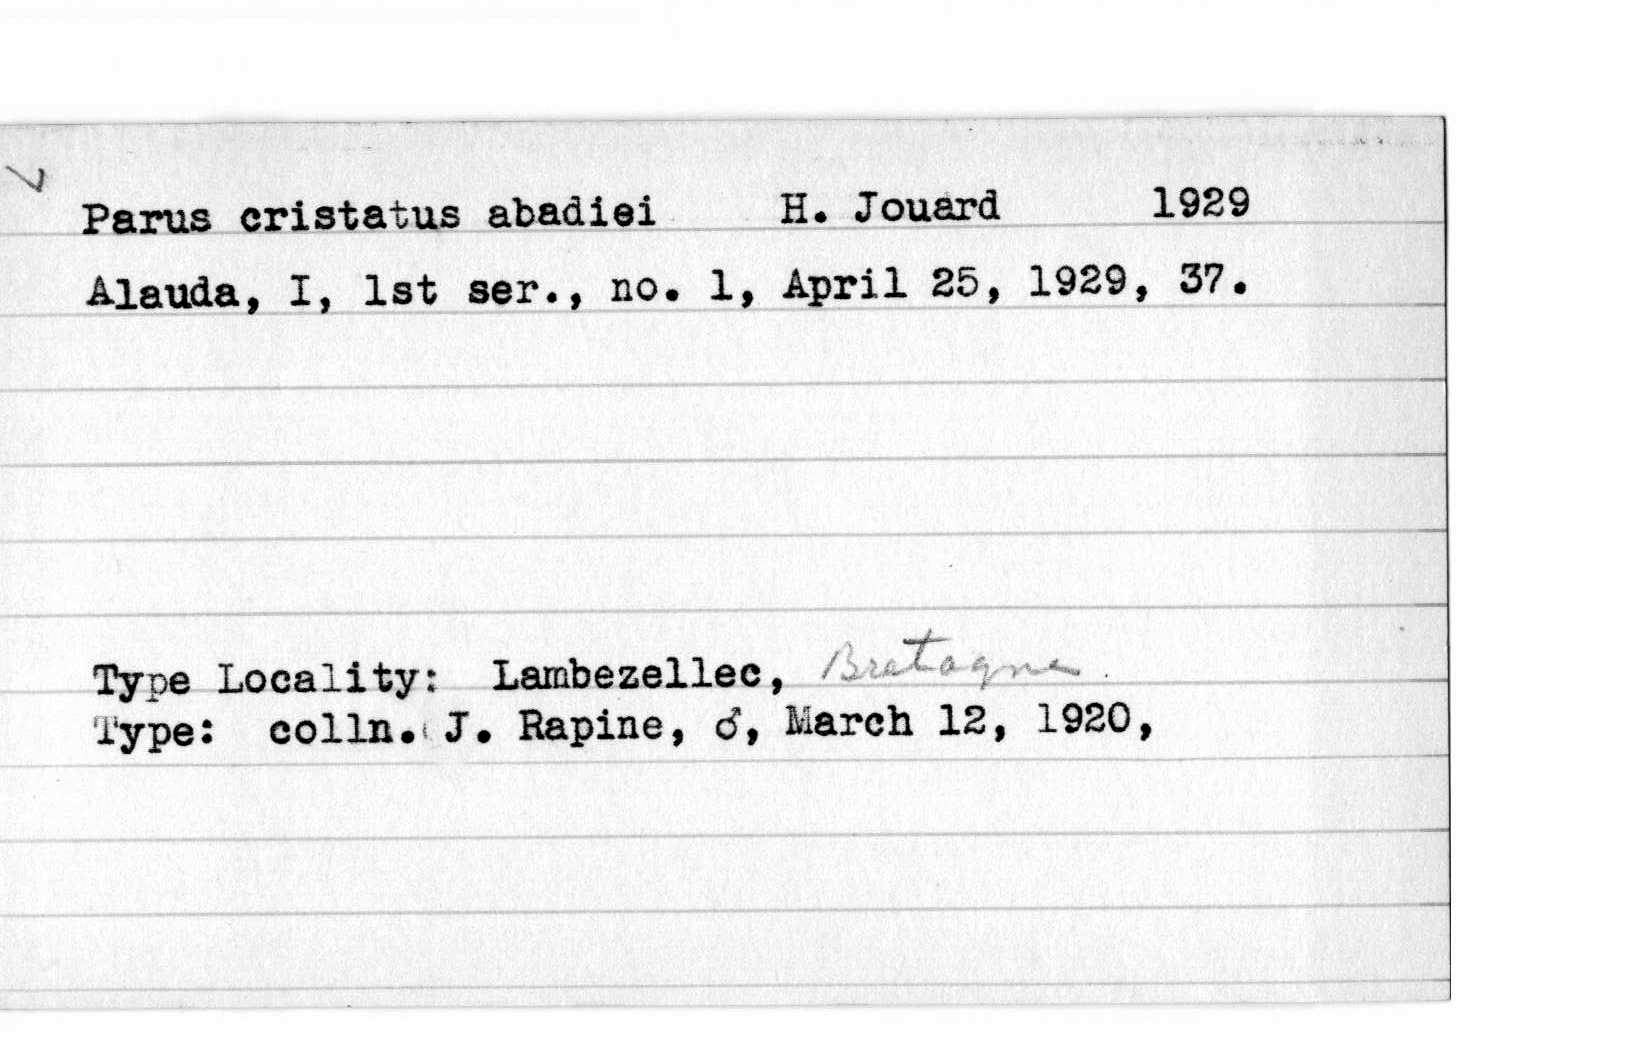 Parus cristatus abadiei H. Jouard 1929
Alauda, I, 1st ser., no. 1, April 25, 1929, 37.
Type Locality: Lambezellec, Bretagne.
Type: colln. J. Rapine, ♂, March 12, 1920,